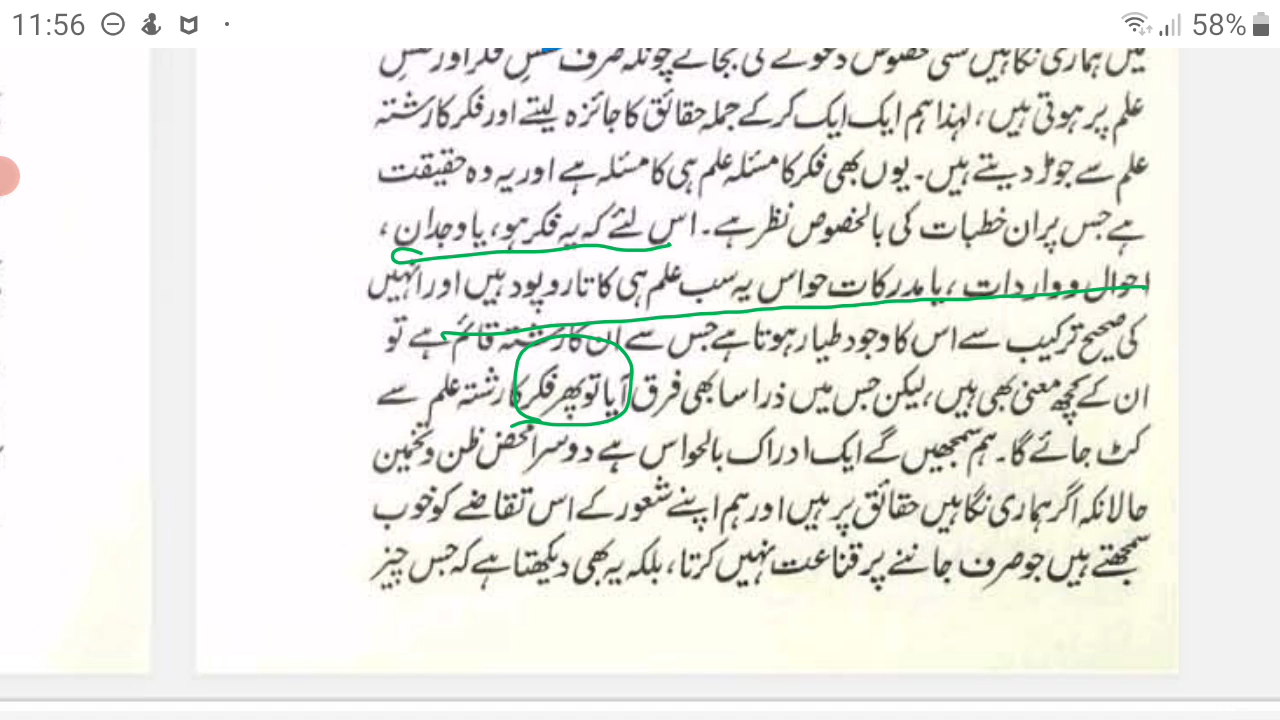 11:56
58%
میں ہماری نگاہیں کسی مخصوص دعوے کی بجائے چونکہ صرف نفسِ فکر اور نفسِ
علم پر ہوتی ہیں، لہذا ہم ایک ایک کرکے جملہ حقائق کا جائزہ لیتے اور فکر کا رشتہ
علم سے جوڑ دیتے ہیں۔ یوں بھی فکر کا مسئلہ علم ہی کا مسئلہ ہے اور یہ وہ حقیقت
ہے جس پر ان خطبات کی بالخصوص نظر ہے۔ اس لئے کہ یہ فکر ہو، یا وجدان،
احوال و واردات، یا مدرکات حواس یہ سب علم ہی کا تار و پود ہیں اور انہیں
کی صحیح ترکیب سے اس کا وجود طیار ہوتا ہے جس سے ان کا رشتہ قائم ہے تو
ان کے کچھ معنی بھی ہیں، لیکن جس میں ذرا سا بھی فرق آیا تو پھر فکر کا رشتہ علم سے
کٹ جائے گا۔ ہم سمجھیں گے ایک ادراک بالحواس ہے دوسرا محض ظن و تخمین
حالانکہ اگر ہماری نگاہیں حقائق پر ہیں اور ہم اپنے شعور کے اس تقاضے کو خوب
سمجھتے ہیں جو صرف جاننے پر قناعت نہیں کرتا، بلکہ یہ بھی دیکھتا ہے کہ جس چیز